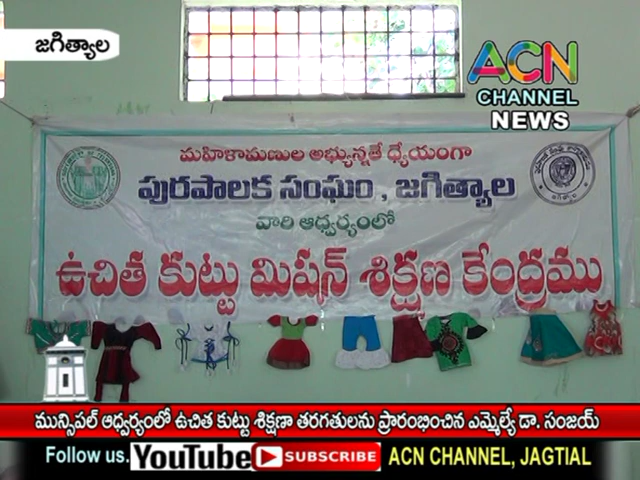 జగిత్యాల
ACN
CHANNEL
NEWS
మహిళామణుల అభ్యున్నతే ధ్యేయంగా
పురపాలక సంఘం, జగిత్యాల
వారి ఆధ్వర్యంలో
ఉచిత కుట్టు మిషన్ శిక్షణ కేంద్రము
మున్సిపల్ ఆధ్వర్యంలో ఉచిత కుట్టు శిక్షణా తరగతులను ప్రారంభించిన ఎమ్మెల్యే డా. సంజయ్
Follow us. YouTube SUBSCRIBE ACN CHANNEL, JAGTIAL